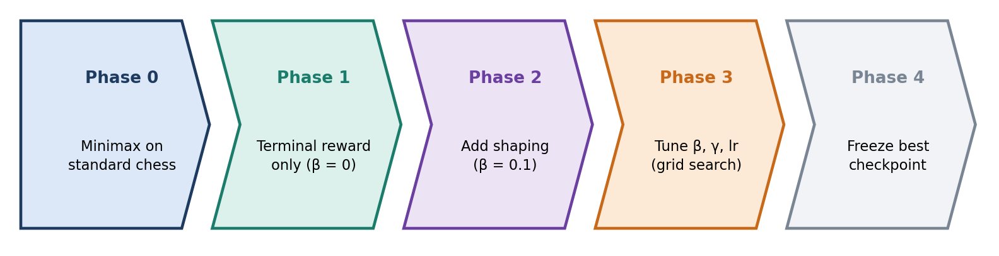 Phase 0
Minimax on
standard chess
Phase 1
Terminal reward
only (β = 0)
Phase 2
Add shaping
(β = 0.1)
Phase 3
Tune β, γ, lr
(grid search)
Phase 4
Freeze best
checkpoint